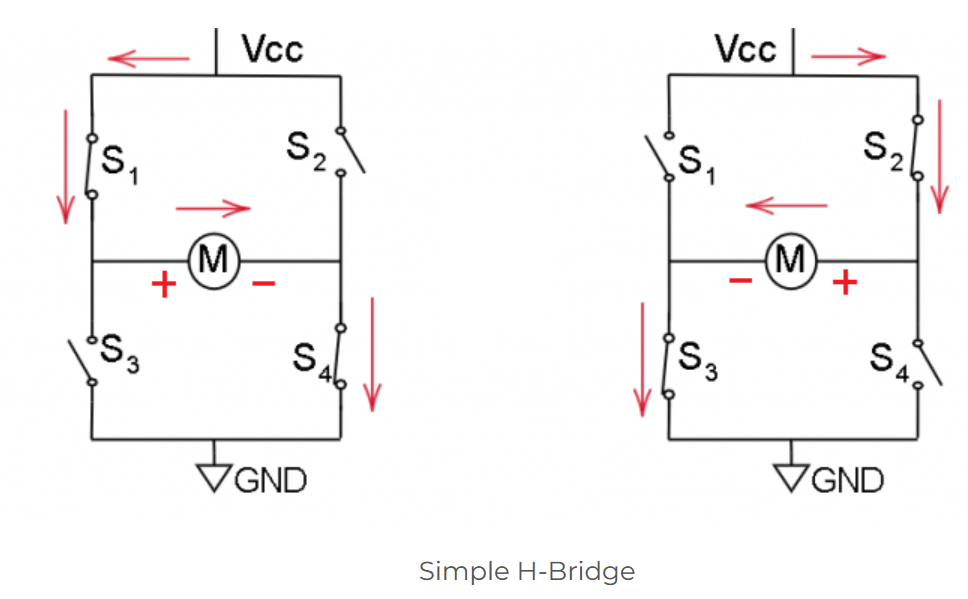 Vcc
S1
S2
+ M -
S3
S4
GND
Vcc
S1
S2
- M +
S3
S4
GND
Simple H-Bridge